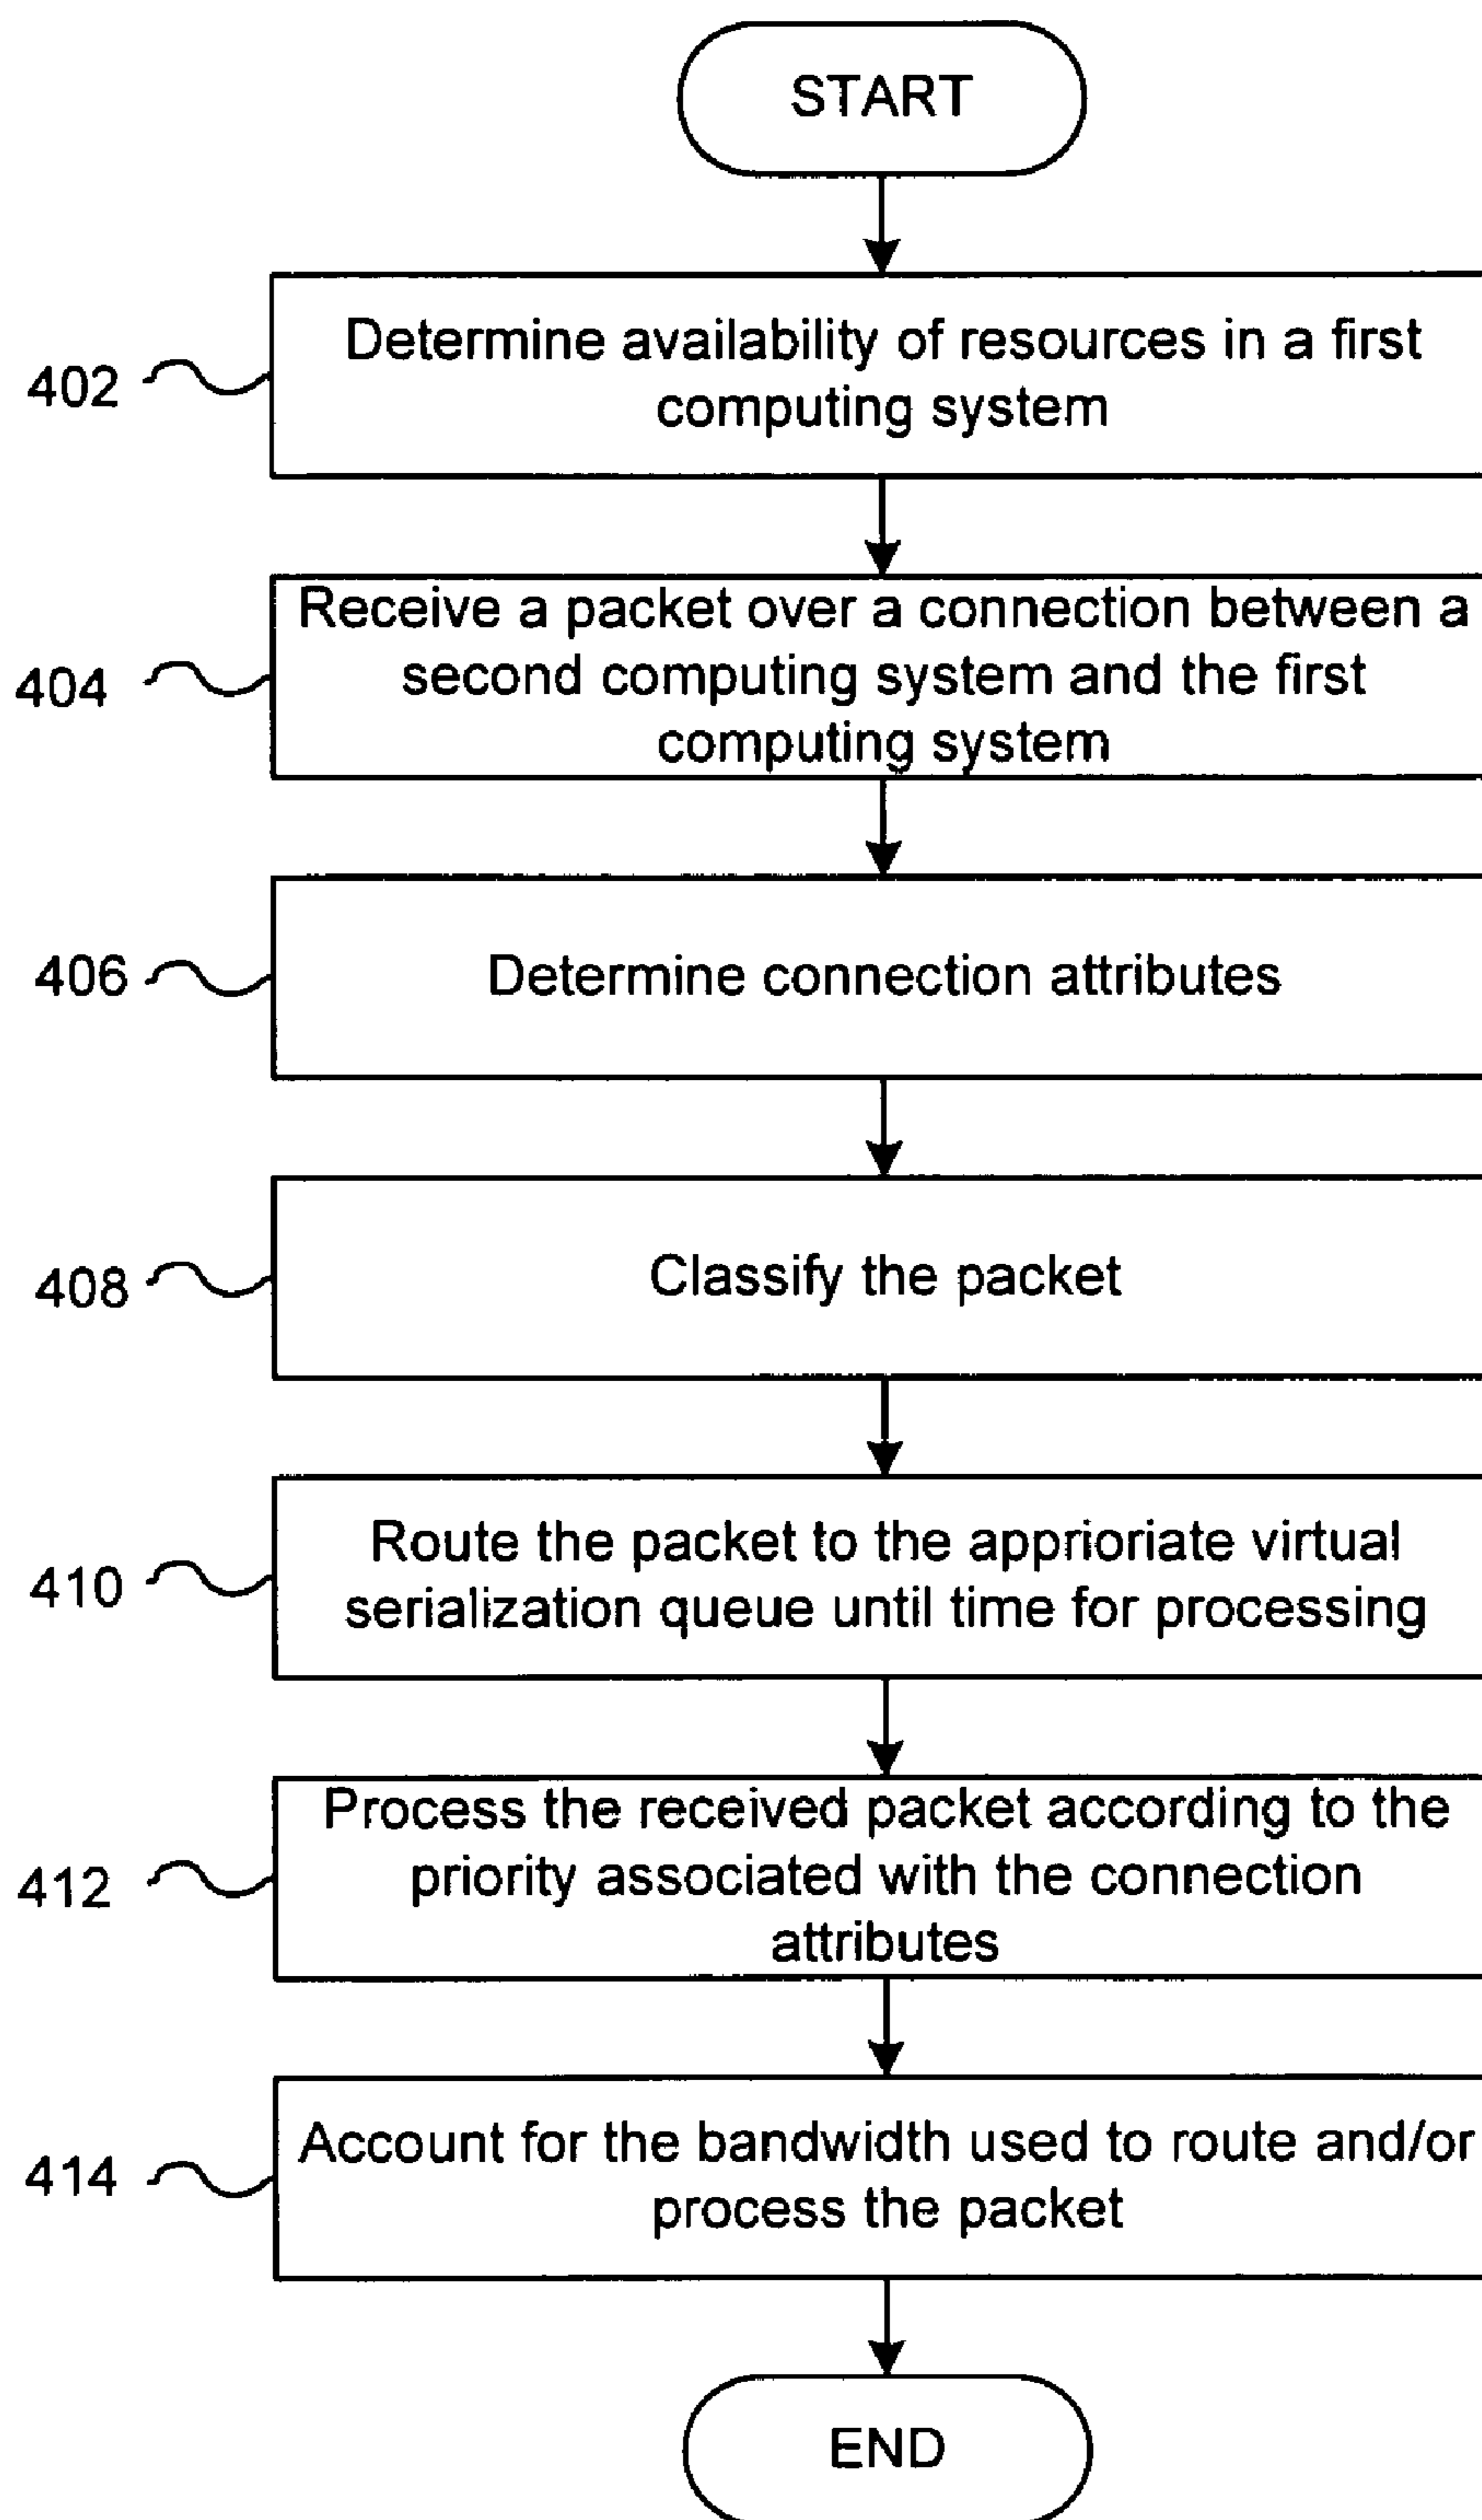 START
402
Determine availability of resources in a first
computing system
404
Receive a packet over a connection between a
second computing system and the first
computing system
406
Determine connection attributes
408
Classify the packet
410
Route the packet to the apprioriate virtual
serialization queue until time for processing
412
Process the received packet according to the
priority associated with the connection
attributes
414
Account for the bandwidth used to route and/or
process the packet
END